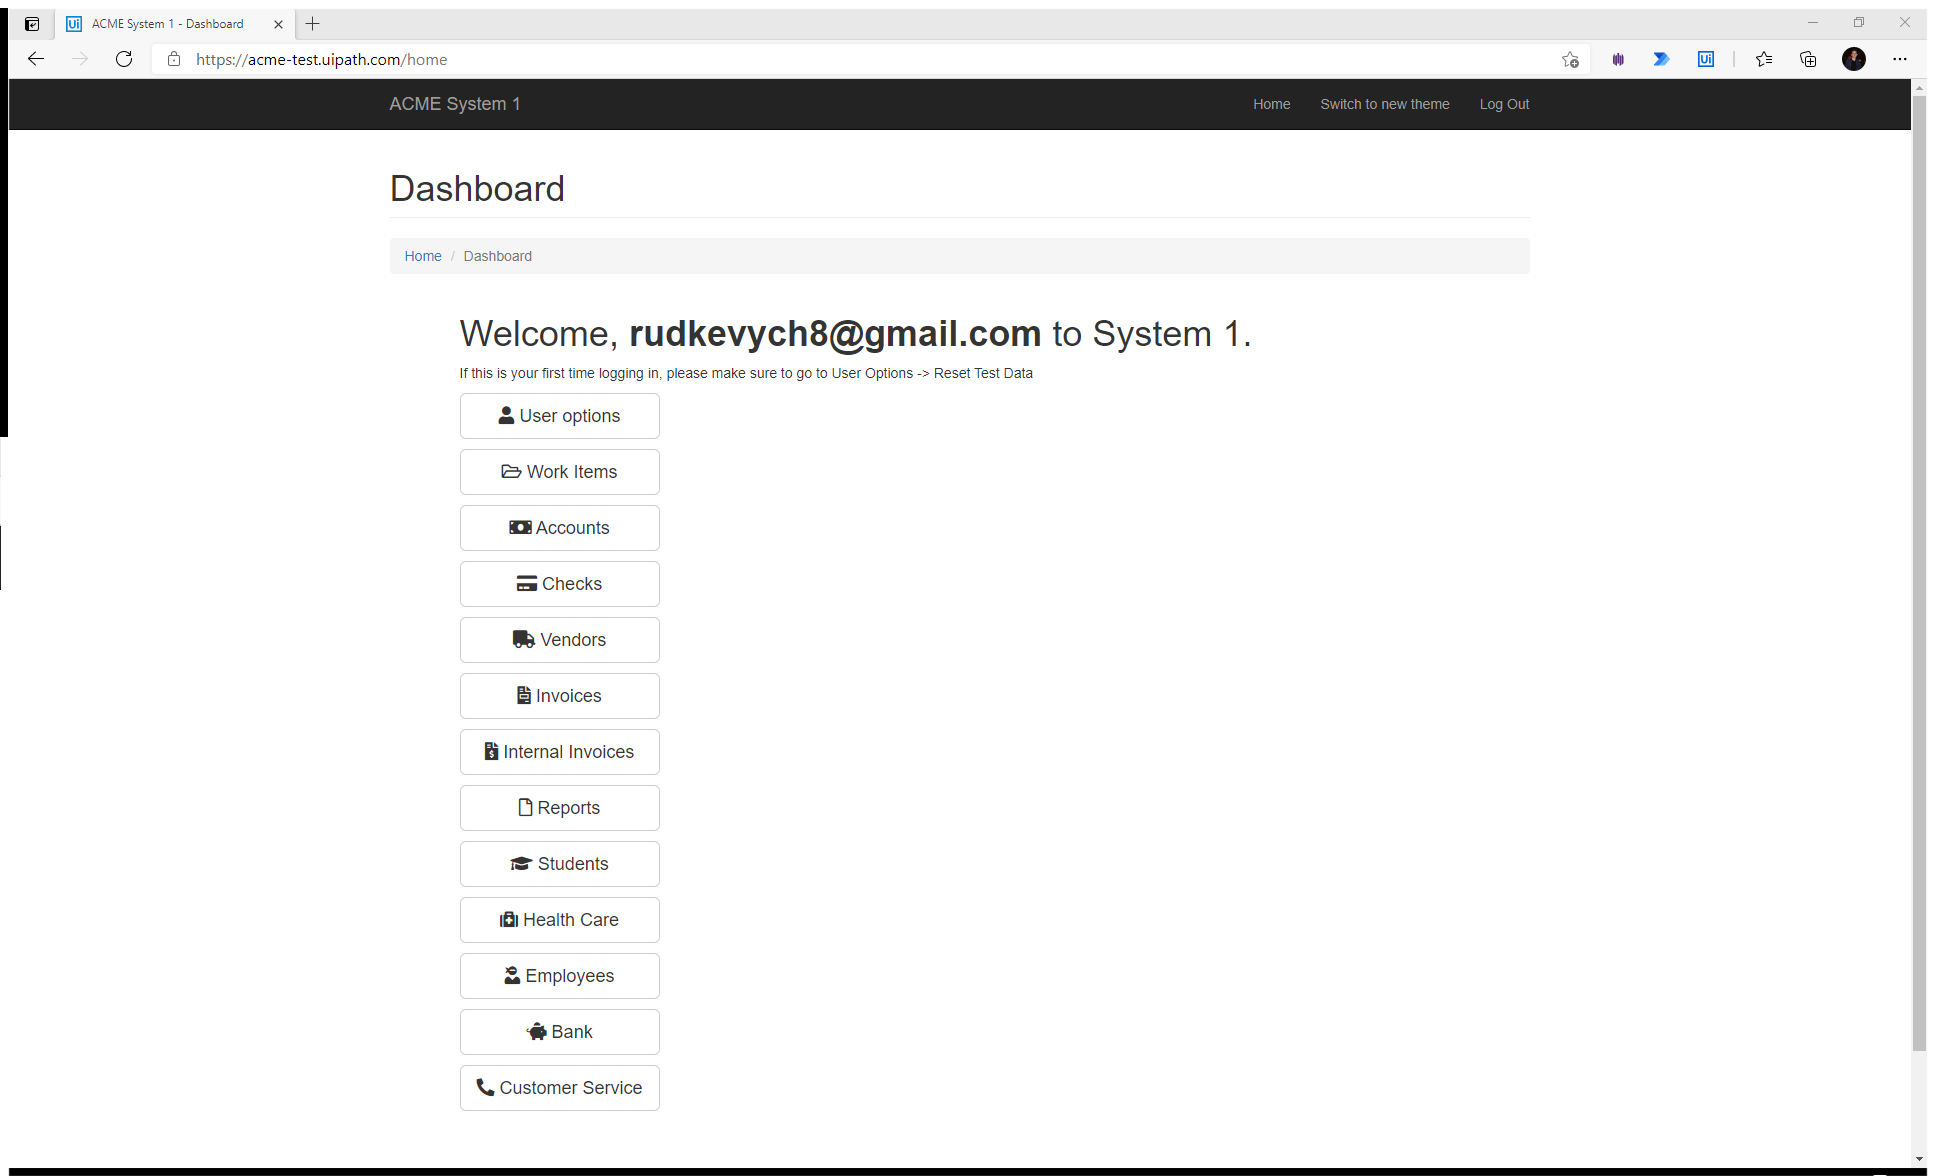 ACME System 1 - Dashboard
https://acme-test.uipath.com/home
Ui
ACME System 1
Home
Switch to new theme
Log Out
Dashboard
Home / Dashboard
Welcome, rudkevych8@gmail.com to System 1.
If this is your first time logging in, please make sure to go to User Options -> Reset Test Data
User options
Work Items
Accounts
Checks
Vendors
Invoices
Internal Invoices
Reports
Students
Health Care
Employees
Bank
Customer Service